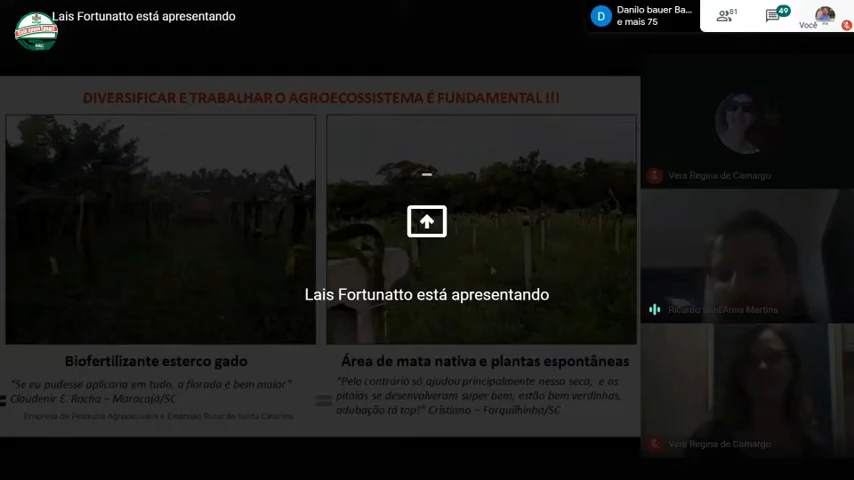 Lais Fortunatto está apresentando
Danilo bauer Ba...
e mais 75
D
81
49
Você
DIVERSIFICAR E TRABALHAR O AGROECOSSISTEMA É FUNDAMENTAL !!!
Vera Regina de Camargo
Lais Fortunatto está apresentando
Ricardo Sant'Anna Martins
Biofertilizante esterco gado
Área de mata nativa e plantas espontâneas
"Se eu pudesse aplicaria em tudo, a florada é bem maior"
Claudenir E. Rocha – Maracajá/SC
Empresa de Pesquisa Agropecuária e Extensão Rural de Santa Catarina
"Pelo contrário só ajudou principalmente nessa seca, e as
pitaias se desenvolveram super bem, estão bem verdinhas,
adubação tá top!" Cristiano – Forquilhinha/SC
Vera Regina de Camargo